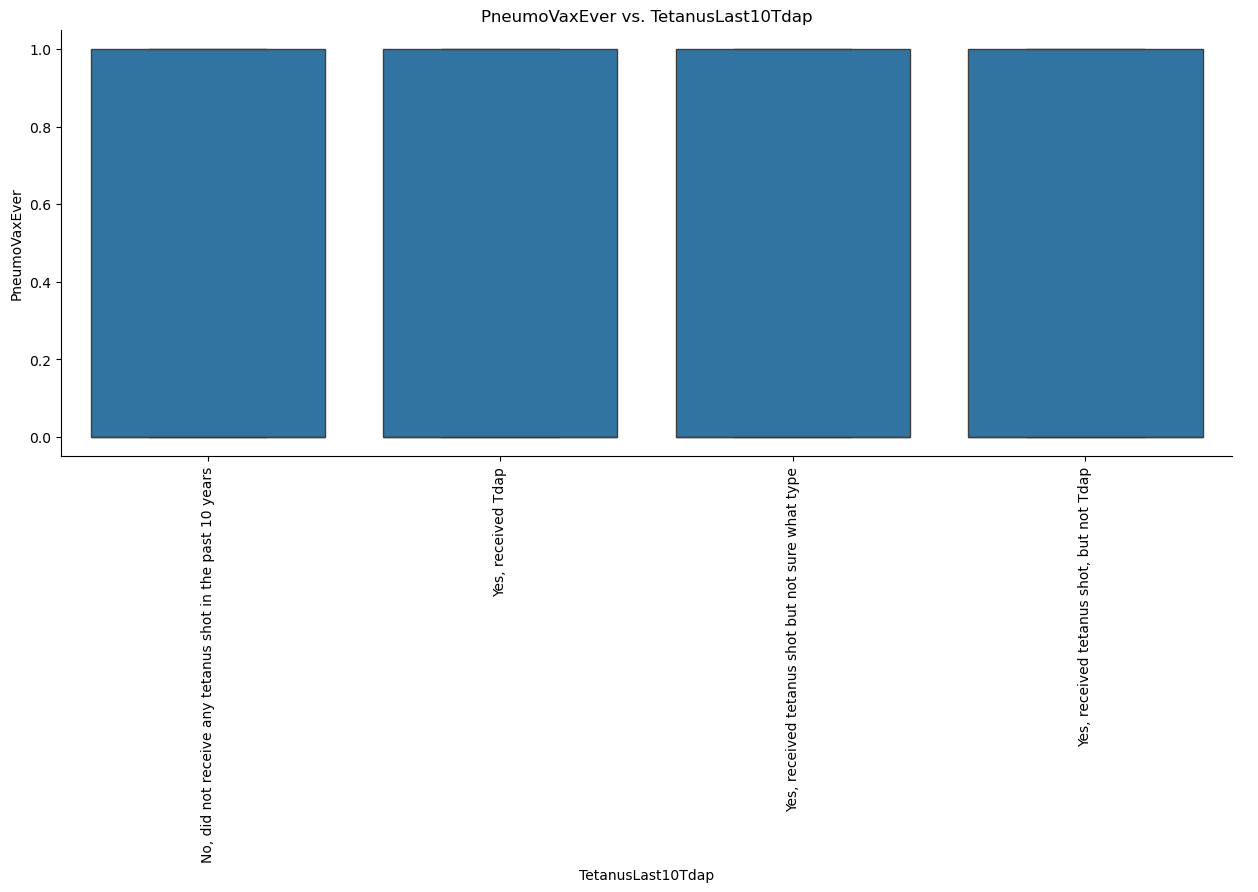 PneumoVaxEver vs. TetanusLast10Tdap
PneumoVaxEver
1.0
0.8
0.6
0.4
0.2
0.0
No, did not receive any tetanus shot in the past 10 years
Yes, received Tdap
Yes, received tetanus shot but not sure what type
Yes, received tetanus shot, but not Tdap
TetanusLast10Tdap